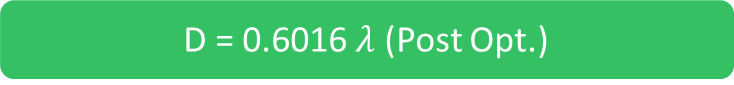 D = 0.6016 𝜆 (Post Opt.)